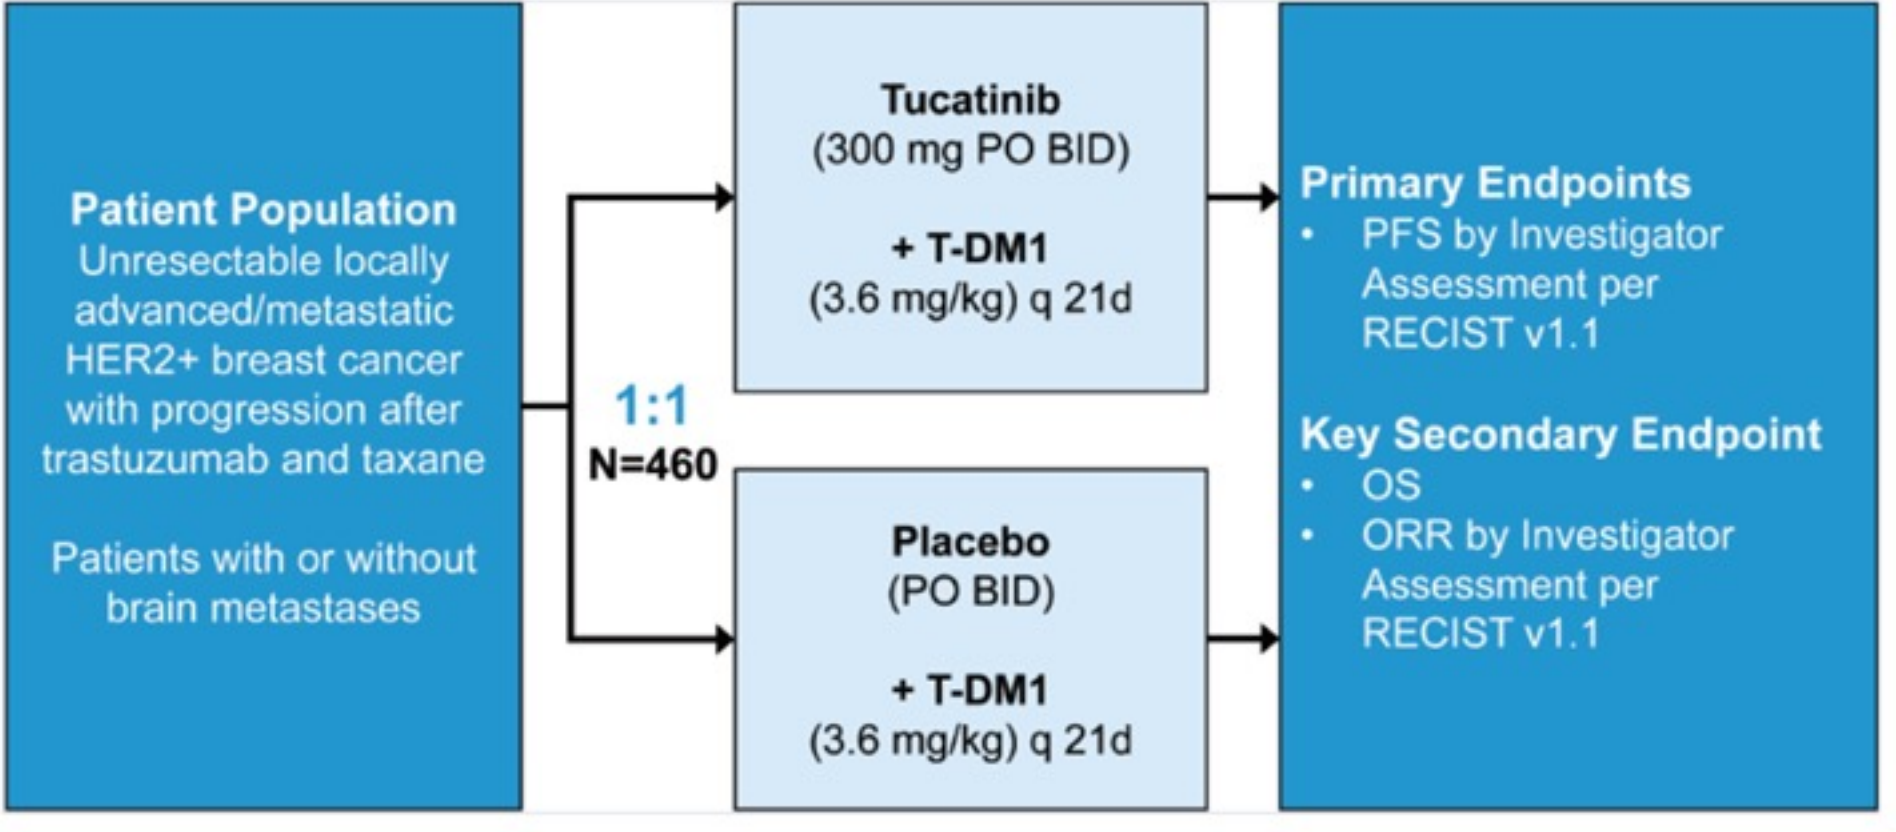 Patient Population
Unresectable locally
advanced/metastatic
HER2+ breast cancer
with progression after
trastuzumab and taxane
Patients with or without
brain metastases
1:1
N=460
Tucatinib
(300 mg PO BID)
+ T-DM1
(3.6 mg/kg) q 21d
Placebo
(PO BID)
+ T-DM1
(3.6 mg/kg) q 21d
Primary Endpoints
• PFS by Investigator
Assessment per
RECIST v1.1
Key Secondary Endpoint
• OS
• ORR by Investigator
Assessment per
RECIST v1.1